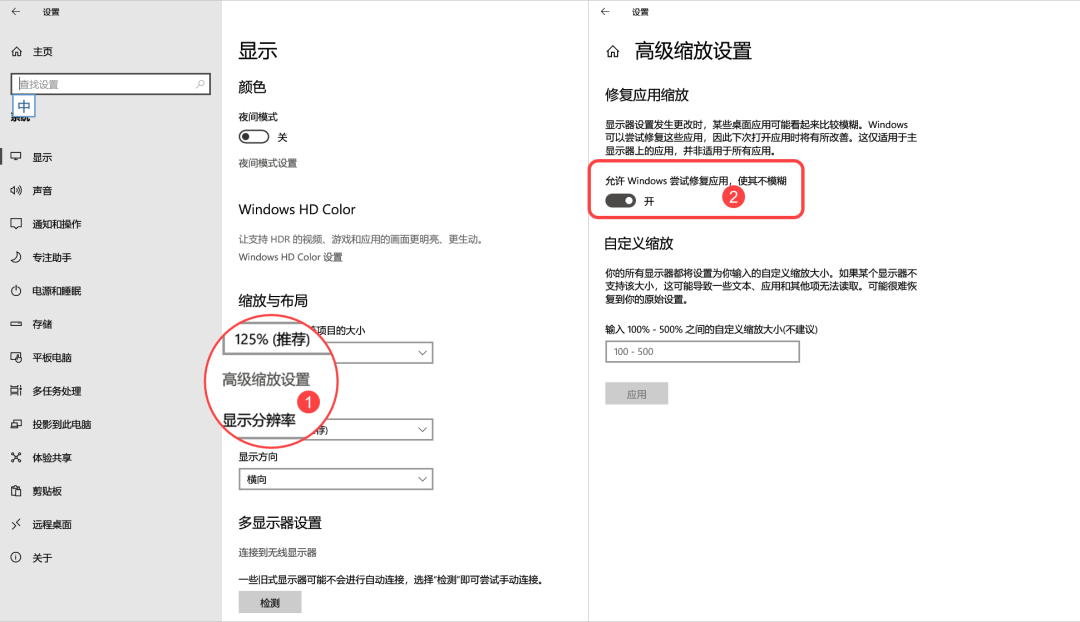 设置
主页
查找设置
中
系统
显示
声音
通知和操作
专注助手
电源和睡眠
存储
平板电脑
多任务处理
投影到此电脑
体验共享
剪贴板
远程桌面
关于
显示
颜色
夜间模式
关
夜间模式设置
Windows HD Color
让支持 HDR 的视频、游戏和应用的画面更明亮、更生动。
Windows HD Color 设置
缩放与布局
项目的大小
125% (推荐)
高级缩放设置
1
显示分辨率
荐)
显示方向
横向
多显示器设置
连接到无线显示器
一些旧式显示器可能不会进行自动连接，选择"检测"即可尝试手动连接。
检测
设置
高级缩放设置
修复应用缩放
显示器设置发生更改时，某些桌面应用可能看起来比较模糊。Windows
可以尝试修复这些应用，因此下次打开应用时将有所改善。这仅适用于主
显示器上的应用，并非适用于所有应用。
允许 Windows 尝试修复应用，使其不模糊
开
2
自定义缩放
你的所有显示器都将设置为你输入的自定义缩放大小。如果某个显示器不
支持该大小，这可能导致一些文本、应用和其他项无法读取。可能很难恢
复到你的原始设置。
输入 100% - 500% 之间的自定义缩放大小(不建议)
100 - 500
应用